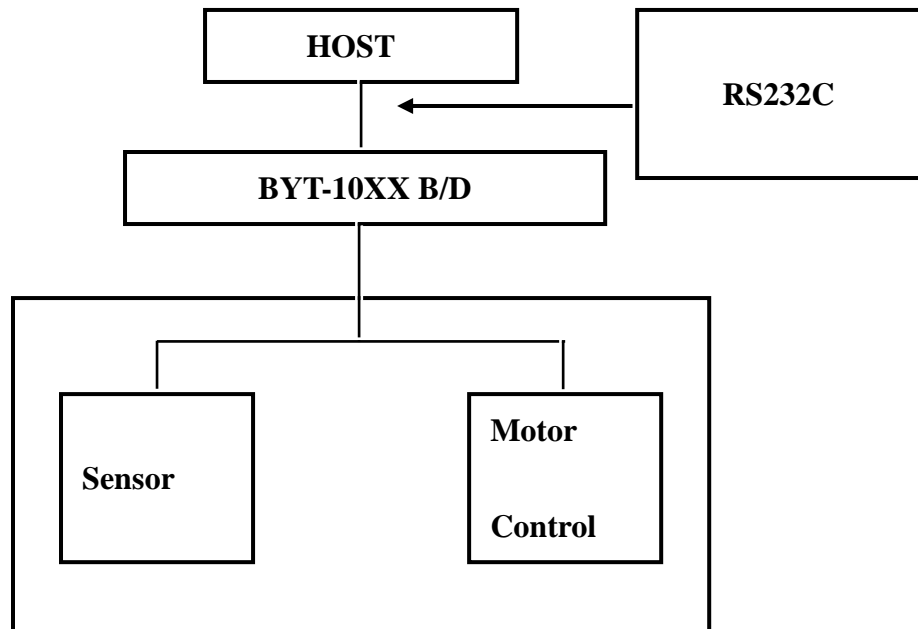 HOST
RS232C
BYT-10XX B/D
Sensor
Motor
Control